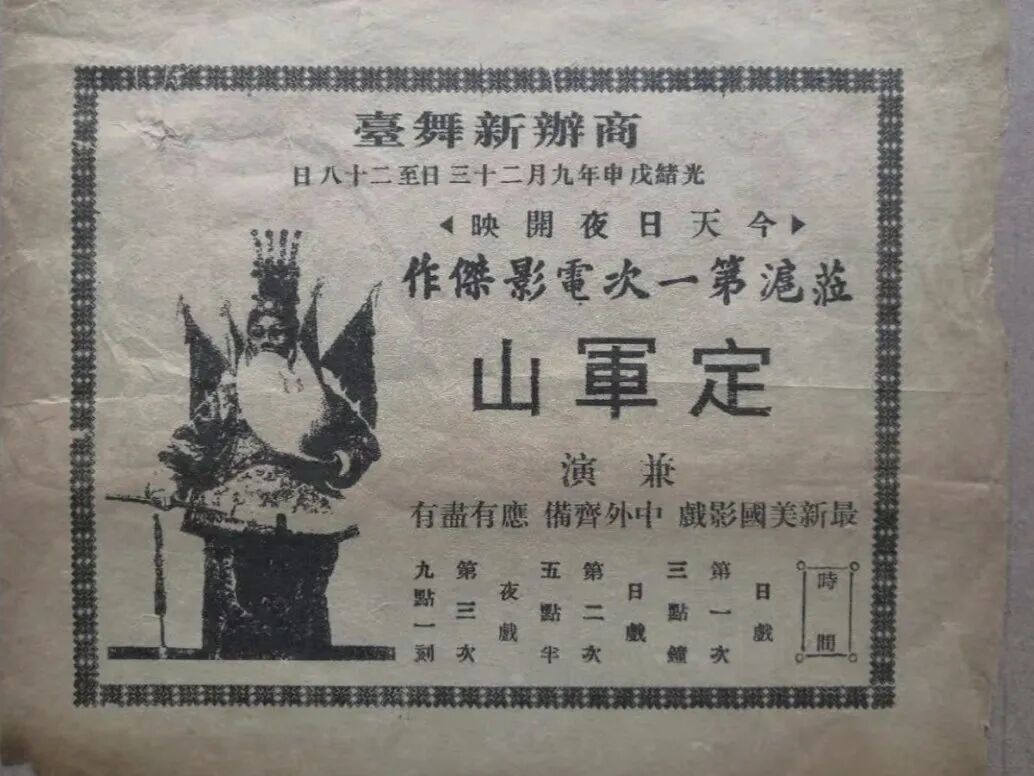 商辦新舞臺
光緒戊申年九月二十三日至二十八日
今天日夜開映
莅滬第一次電影傑作
定軍山
兼演
最新美國影戲 中外齊備 應有盡有
時間
日戲
第一次
三點鐘
日戲
第二次
五點半
夜戲
第三次
九點一刻